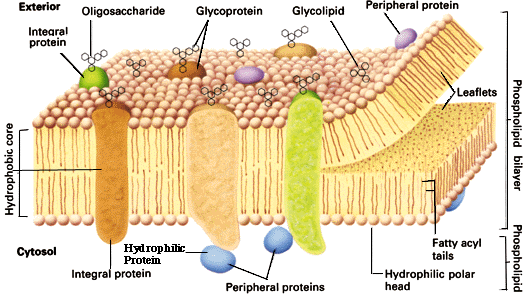 Exterior
Oligosaccharide
Glycoprotein
Glycolipid
Peripheral protein
Integral
protein
Leaflets
Phospholipid bilayer
Hydrophobic core
Fatty acyl
tails
Cytosol
Hydrophilic
Protein
Integral protein
Peripheral proteins
Hydrophilic polar
head
Phospholipid